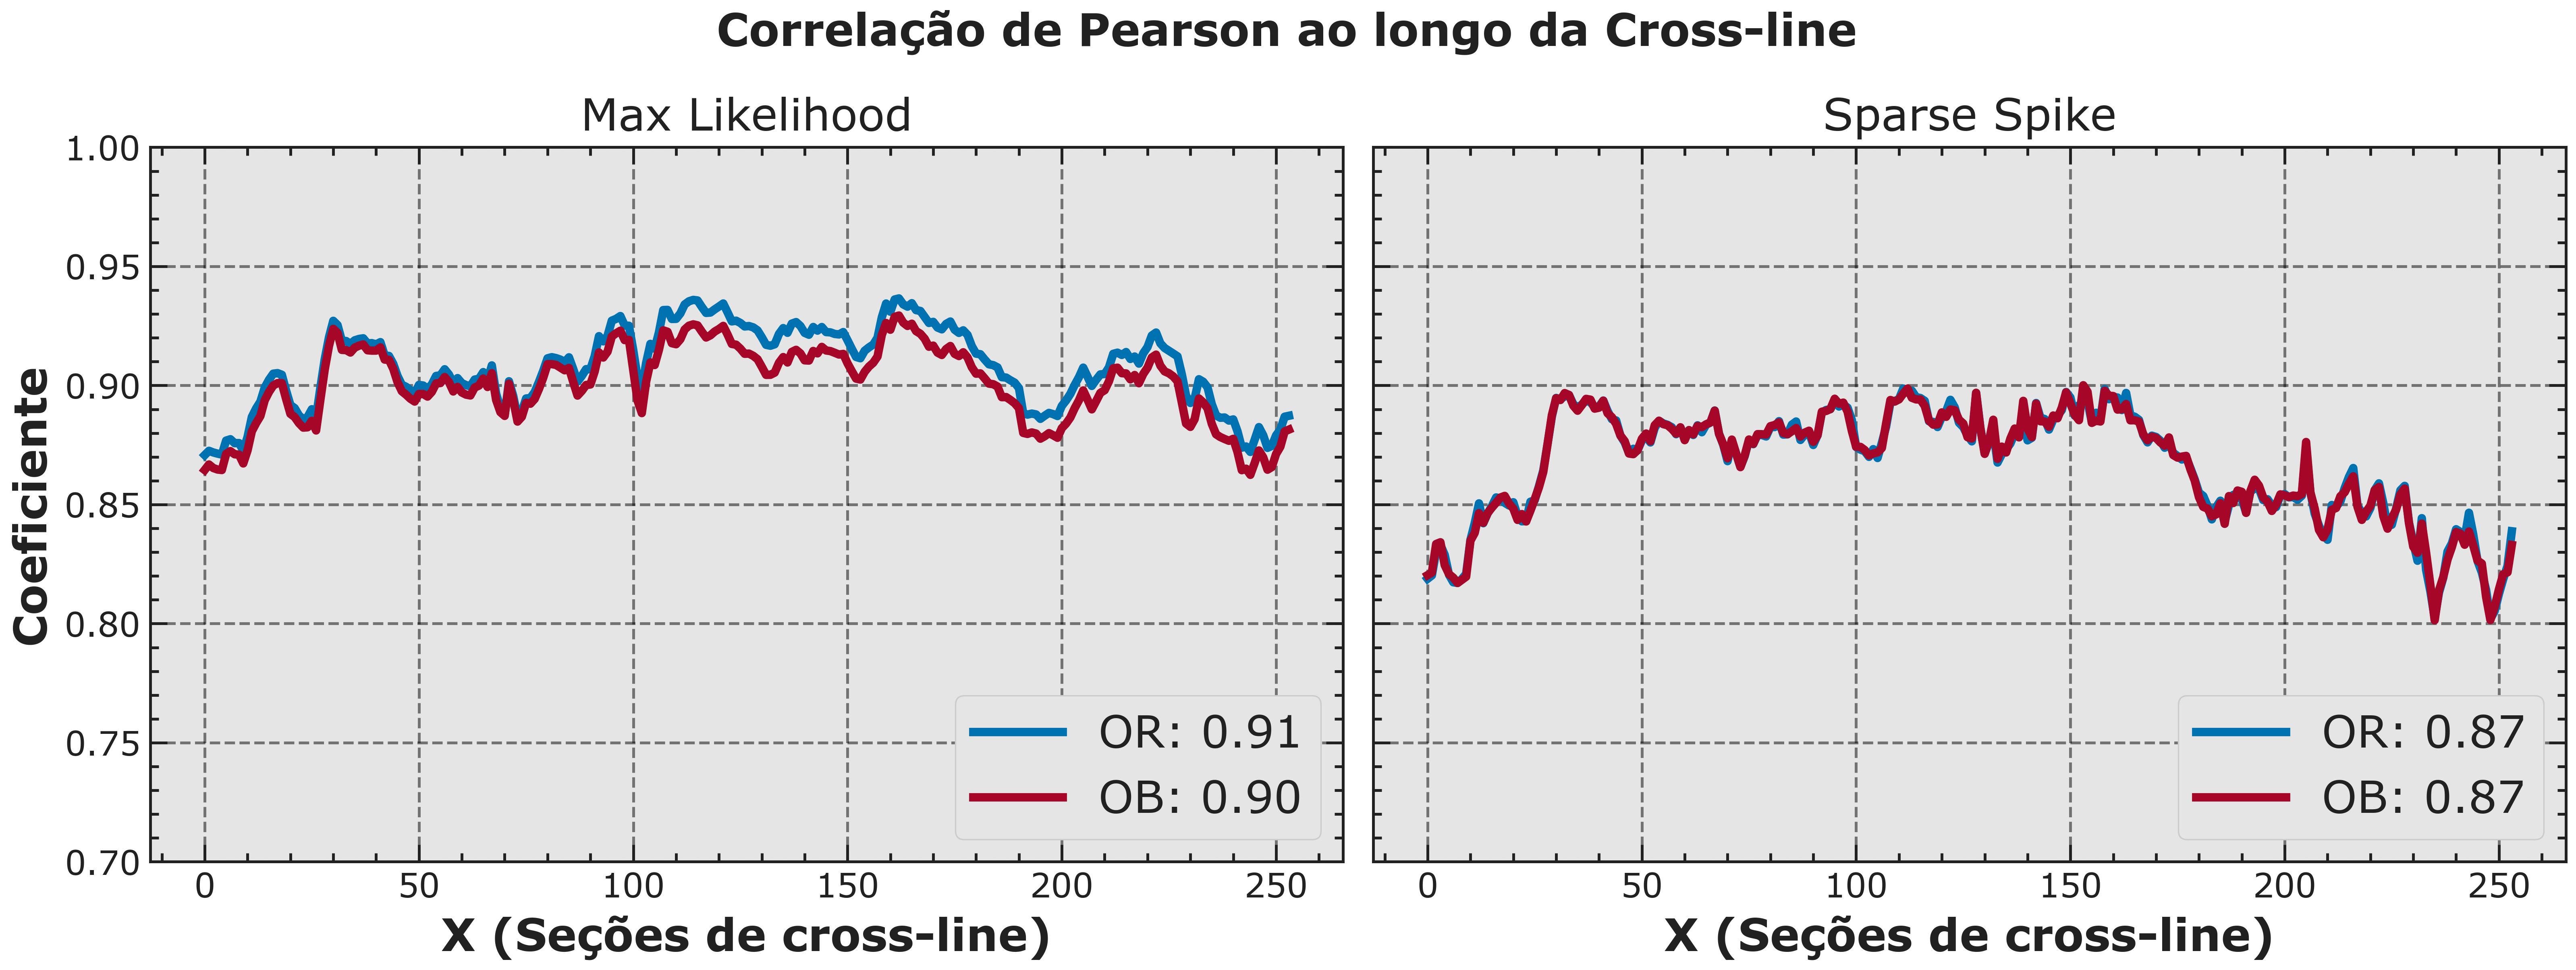 Correlação de Pearson ao longo da Cross-line
Max Likelihood
Coeficiente
1.00
0.95
0.90
0.85
0.80
0.75
0.70
OR: 0.91
OB: 0.90
0 50 100 150 200 250
X (Seções de cross-line)
Sparse Spike
OR: 0.87
OB: 0.87
0 50 100 150 200 250
X (Seções de cross-line)